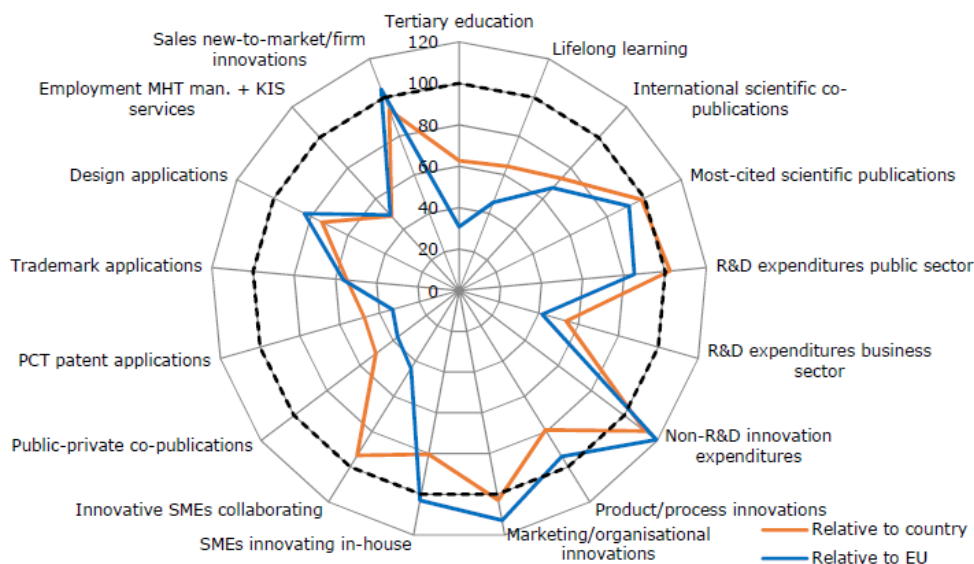 Tertiary education
Sales new-to-market/firm
innovations
Lifelong learning
Employment MHT man. + KIS
services
International scientific co-
publications
Design applications
Most-cited scientific publications
Trademark applications
R&D expenditures public sector
PCT patent applications
R&D expenditures business
sector
Public-private co-publications
Non-R&D innovation
expenditures
Innovative SMEs collaborating
Product/process innovations
SMEs innovating in-house
Marketing/organisational
innovations
120
100
80
60
40
20
0
Relative to country
Relative to EU